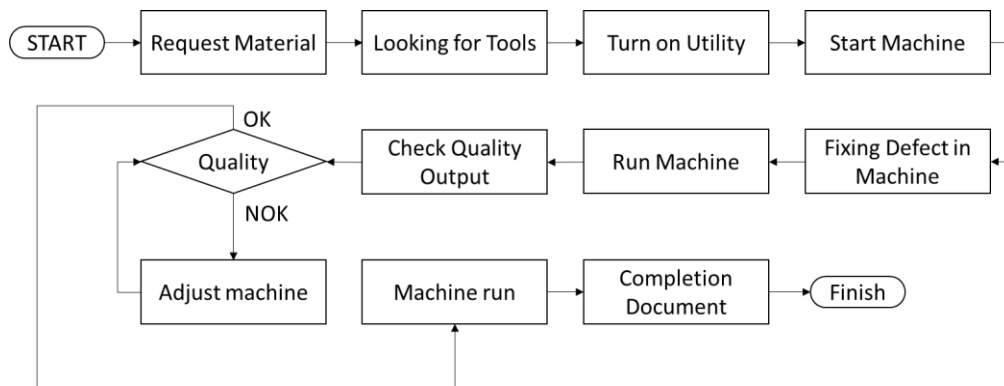 START
Request Material
Looking for Tools
Turn on Utility
Start Machine
OK
Quality
Check Quality
Output
Run Machine
Fixing Defect in
Machine
NOK
Adjust machine
Machine run
Completion
Document
Finish